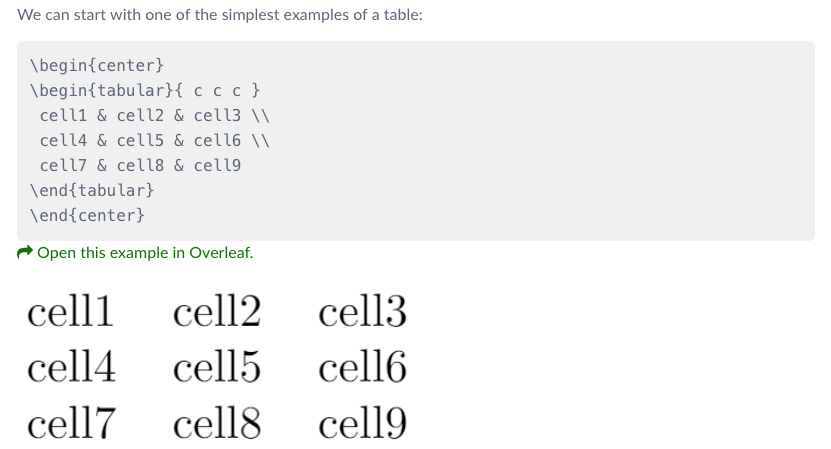 We can start with one of the simplest examples of a table:
\begin{center}
\begin{tabular}{ c c c }
 cell1 & cell2 & cell3 \\
 cell4 & cell5 & cell6 \\
 cell7 & cell8 & cell9
\end{tabular}
\end{center}
Open this example in Overleaf.
cell1 cell2 cell3
cell4 cell5 cell6
cell7 cell8 cell9